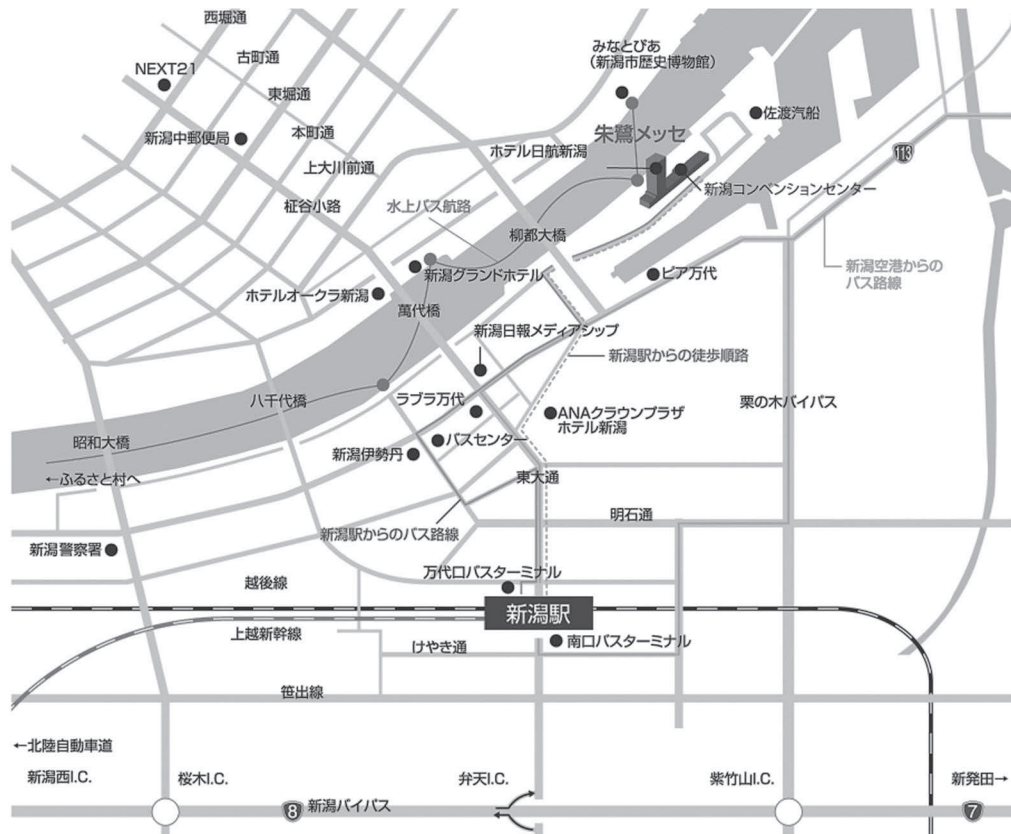 西堀通
古町通
NEXT21
東堀通
新潟中郵便局
本町通
上大川前通
柾谷小路
みなとぴあ
（新潟市歴史博物館）
佐渡汽船
朱鷺メッセ
ホテル日航新潟
新潟コンベンションセンター
113
水上バス航路
柳都大橋
新潟グランドホテル
ピア万代
新潟空港からの
バス路線
ホテルオークラ新潟
萬代橋
新潟日報メディアシップ
新潟駅からの徒歩順路
八千代橋
ラブラ万代
ANAクラウンプラザ
ホテル新潟
栗の木バイパス
昭和大橋
バスセンター
新潟伊勢丹
←ふるさと村へ
東大通
新潟駅からのバス路線
明石通
新潟警察署
万代口バスターミナル
越後線
新潟駅
上越新幹線
南口バスターミナル
けやき通
笹出線
←北陸自動車道
新潟西I.C.
桜木I.C.
弁天I.C.
紫竹山I.C.
新発田→
8
新潟バイパス
7